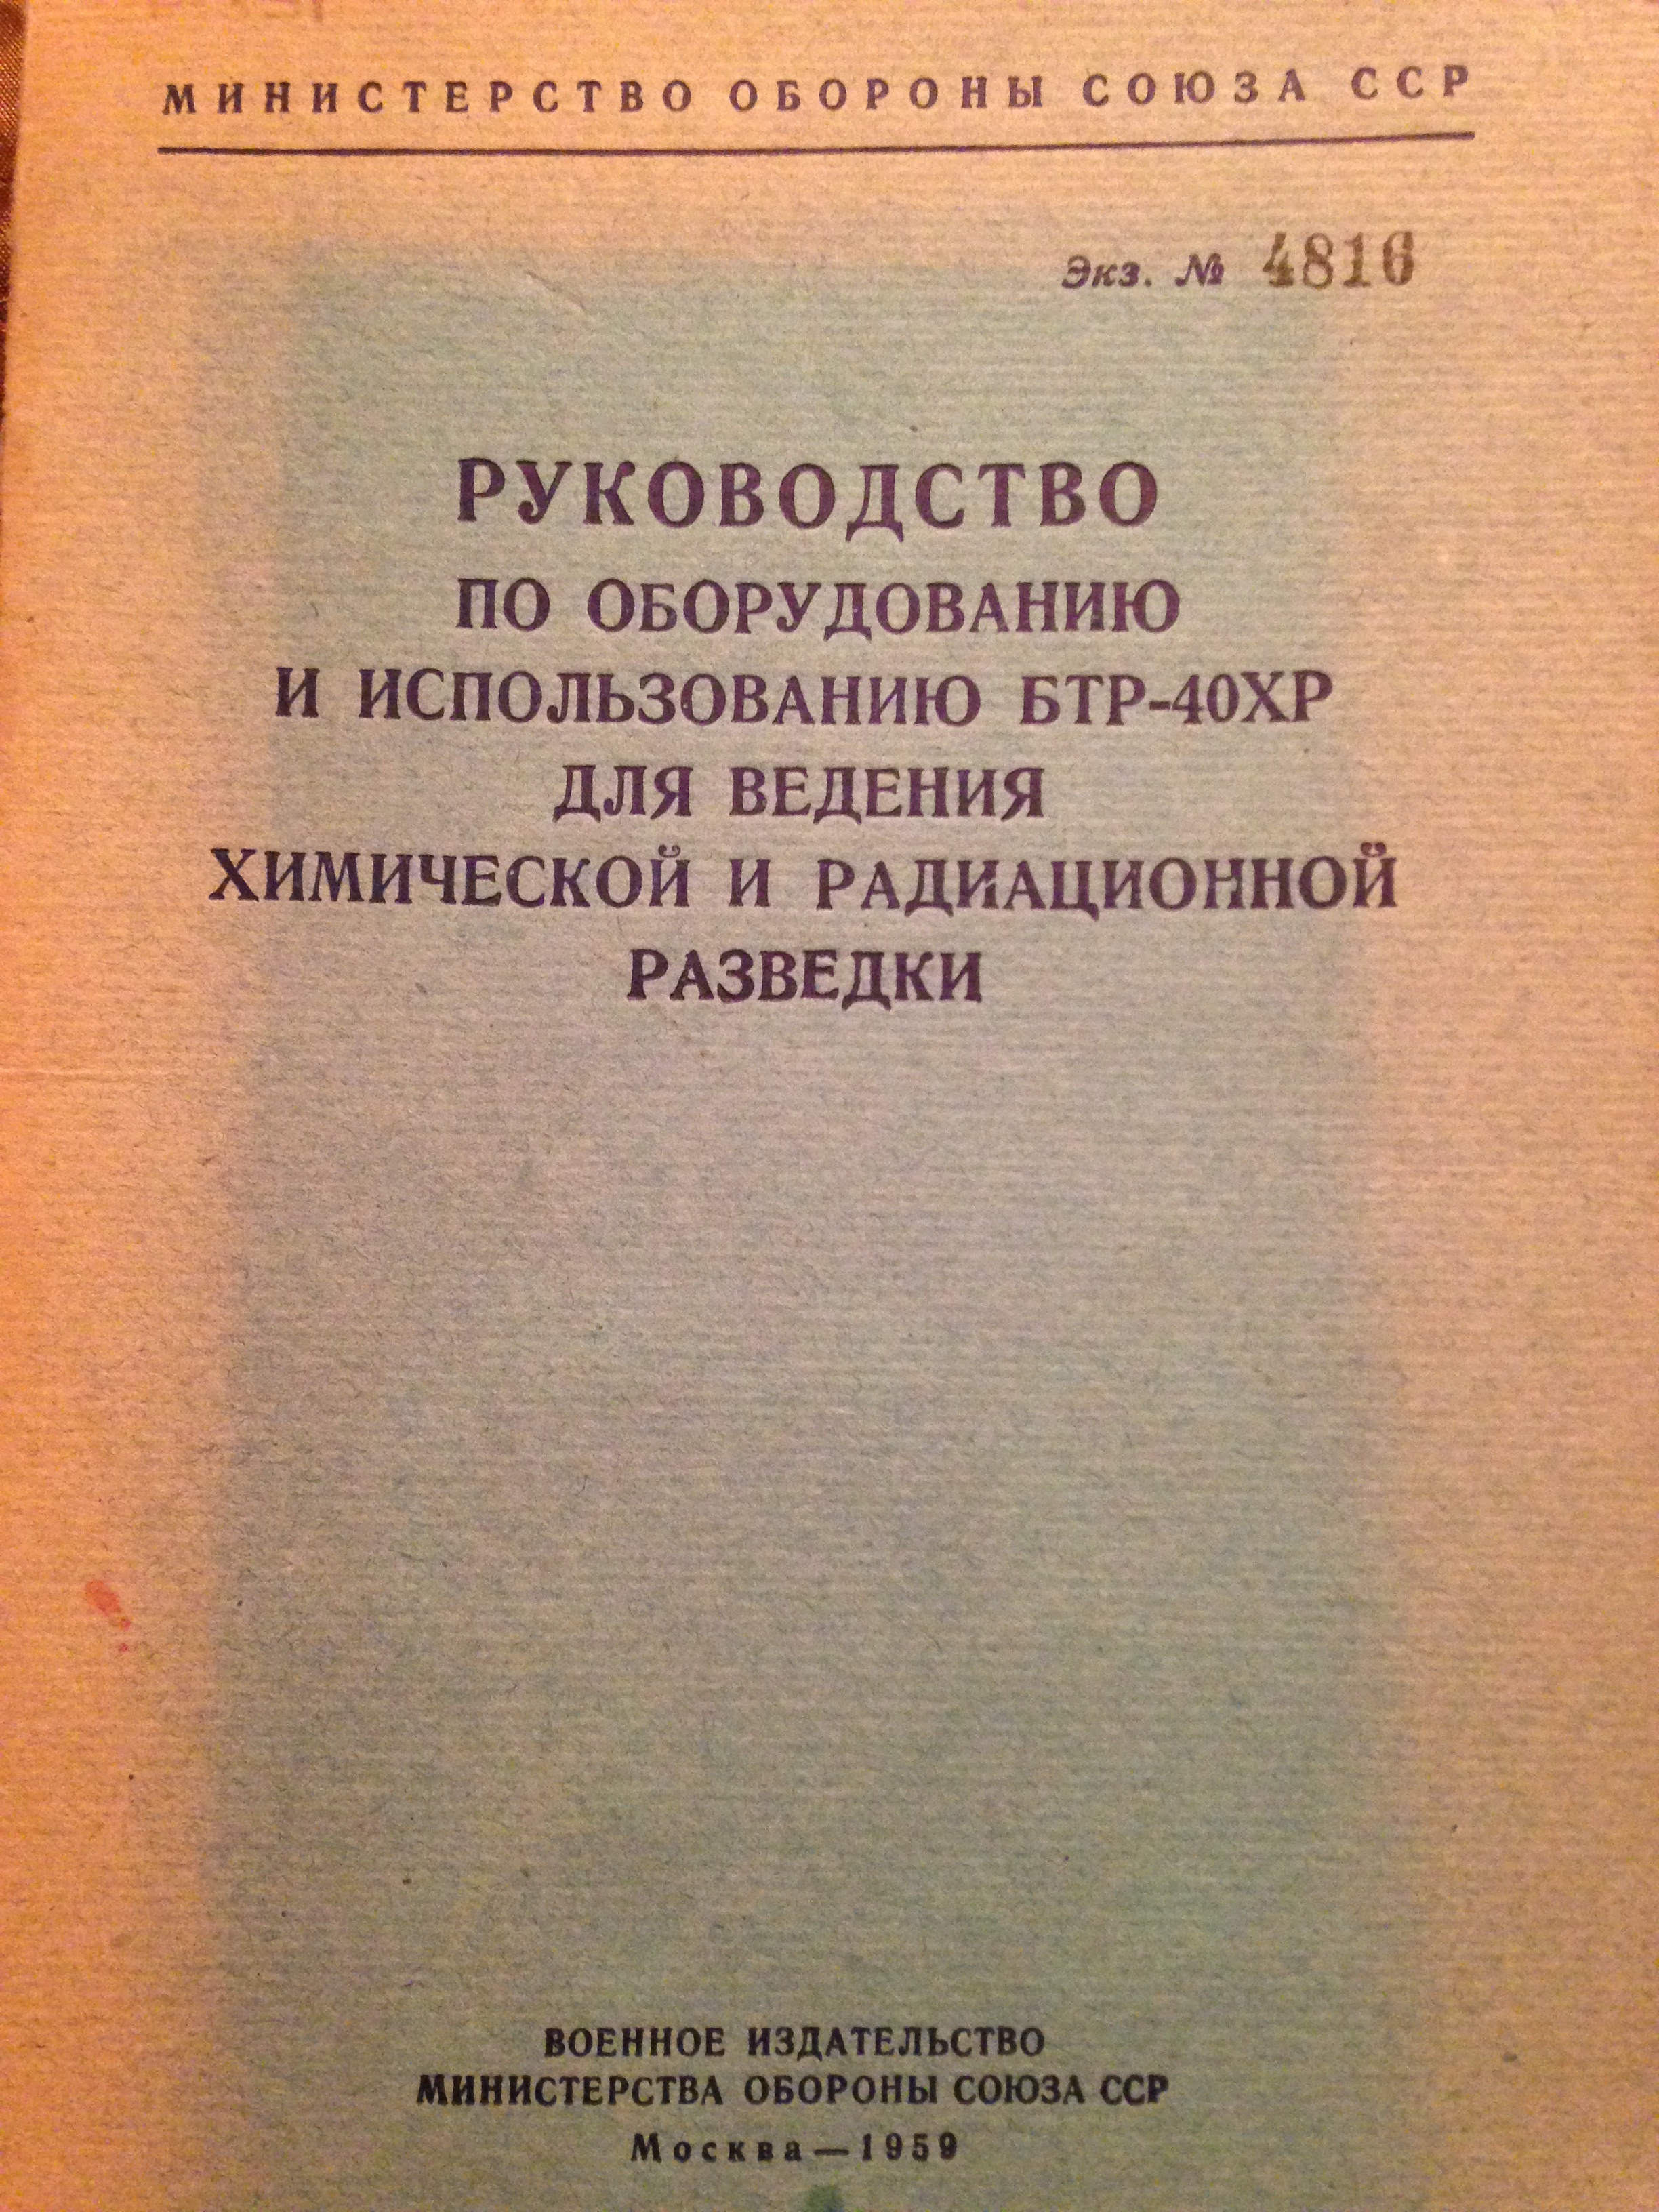 МИНИСТЕРСТВО ОБОРОНЫ СОЮЗА ССР
Экз. № 4816
РУКОВОДСТВО
ПО ОБОРУДОВАНИЮ
И ИСПОЛЬЗОВАНИЮ БТР-40ХР
ДЛЯ ВЕДЕНИЯ
ХИМИЧЕСКОЙ И РАДИАЦИОННОЙ
РАЗВЕДКИ
ВОЕННОЕ ИЗДАТЕЛЬСТВО
МИНИСТЕРСТВА ОБОРОНЫ СОЮЗА ССР
Москва—1959